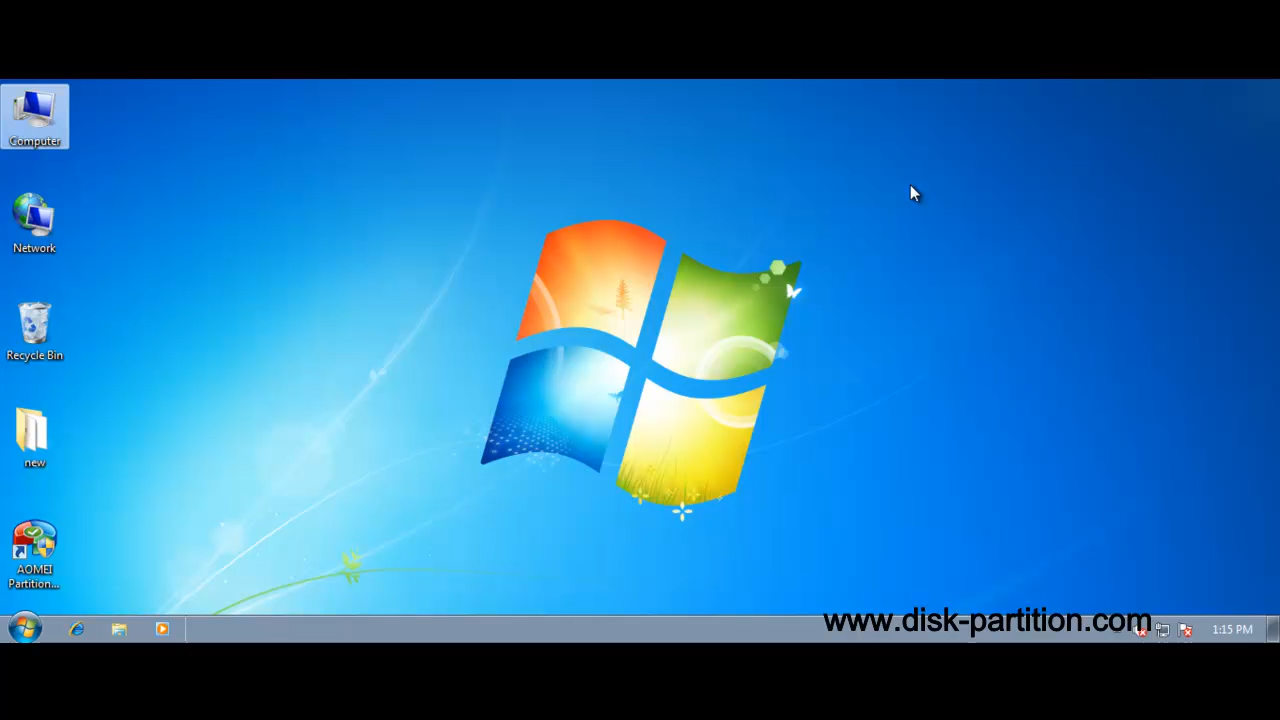 Computer
Network
Recycle Bin
new
AOMEI
Partition...
www.disk-partition.com
1:15 PM